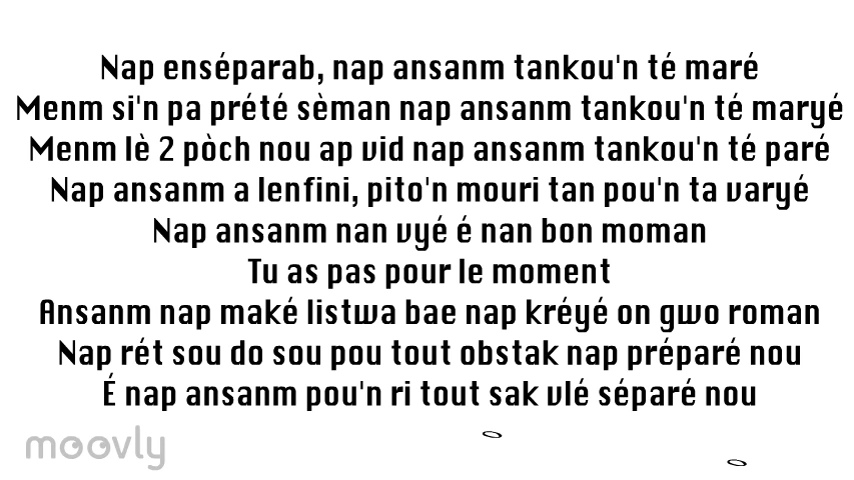 Nap enséparab, nap ansanm tankou'n té maré
Menm si'n pa prété sèman nap ansanm tankou'n té maryé
Menm lè 2 pòch nou ap vid nap ansanm tankou'n té paré
Nap ansanm a lenfini, pito'n mouri tan pou'n ta varyé
Nap ansanm nan vyé é nan bon moman
Tu as pas pour le moment
Ansanm nap maké listwa bae nap kréyé on gwo roman
Nap rét sou do sou pou tout obstak nap préparé nou
É nap ansanm pou'n ri tout sak vlé séparé nou
moovly